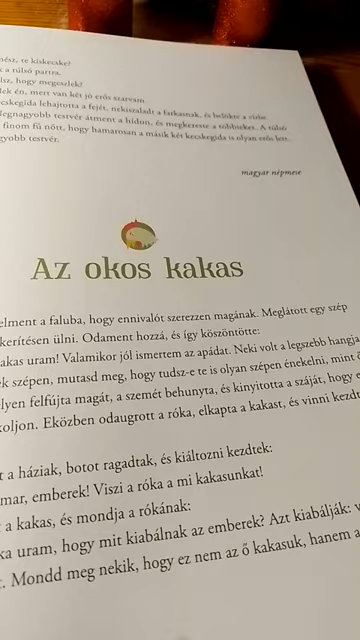 nész, te kiskecske?
k a túlsó partra.
lsz, hogy megeszlek?
lek én, mert van két jó erős szarvam.
ecskegida lehajtotta a fejét, nekiszaladt a farkasnak, és belökte a vízbe.
legnagyobb testvér átment a hídon, és megkereste a többieket. A túlsó
finom fű nőtt, hogy hamarosan a másik két kecskegida is olyan erős lett,
gyobb testvér.
magyar népmese
Az okos kakas
elment a faluba, hogy ennivalót szerezzen magának. Meglátott egy szép
kerítésen ülni. Odament hozzá, és így köszöntötte:
akas uram! Valamikor jól ismertem az apádat. Neki volt a legszebb hangja
ek szépen, mutasd meg, hogy tudsz-e te is olyan szépen énekelni, mint ő
lyen felfújta magát, a szemét behunyta, és kinyitotta a száját, hogy e
koljon. Eközben odaugrott a róka, elkapta a kakast, és vinni kezdt
t a háziak, botot ragadtak, és kiáltozni kezdtek:
mar, emberek! Viszi a róka a mi kakasunkat!
t a kakas, és mondja a rókának:
ka uram, hogy mit kiabálnak az emberek? Azt kiabálják: v
t. Mondd meg nekik, hogy ez nem az ő kakasuk, hanem a